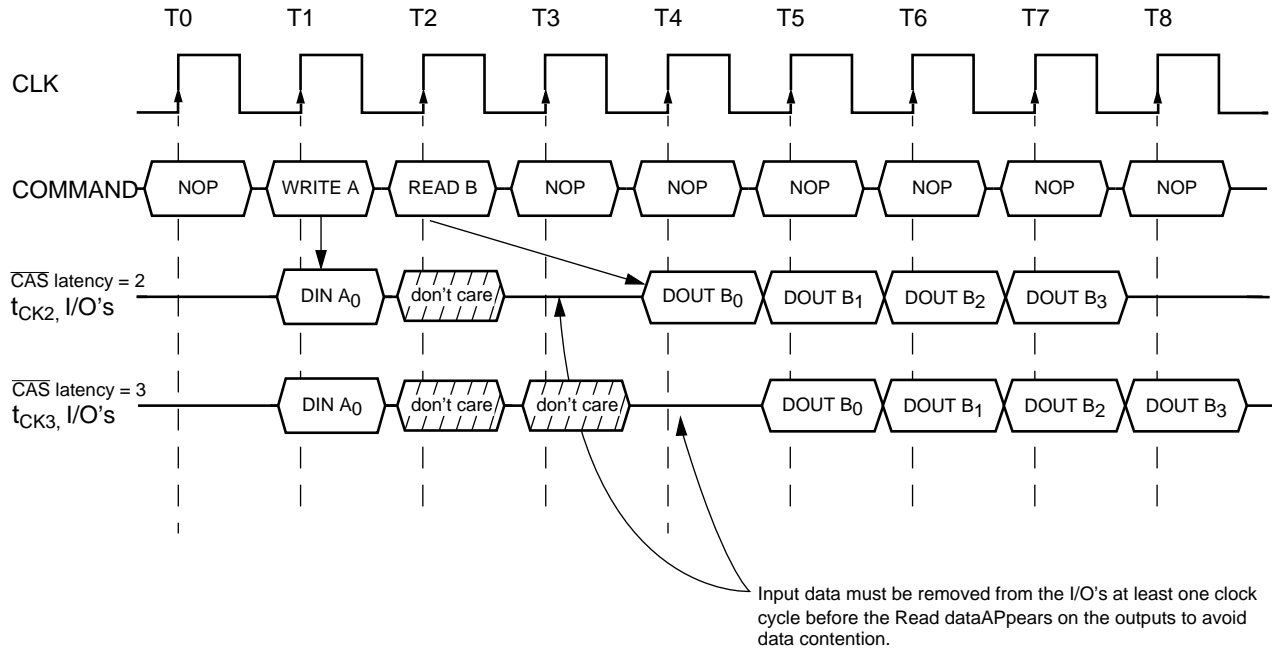 T0 T1 T2 T3 T4 T5 T6 T7 T8
CLK
COMMAND NOP WRITE A READ B NOP NOP NOP NOP NOP NOP
CAS latency = 2
tCK2, I/O's DIN A0 don't care DOUT B0 DOUT B1 DOUT B2 DOUT B3
CAS latency = 3
tCK3, I/O's DIN A0 don't care don't care DOUT B0 DOUT B1 DOUT B2 DOUT B3
Input data must be removed from the I/O's at least one clock
cycle before the Read dataAPpears on the outputs to avoid
data contention.